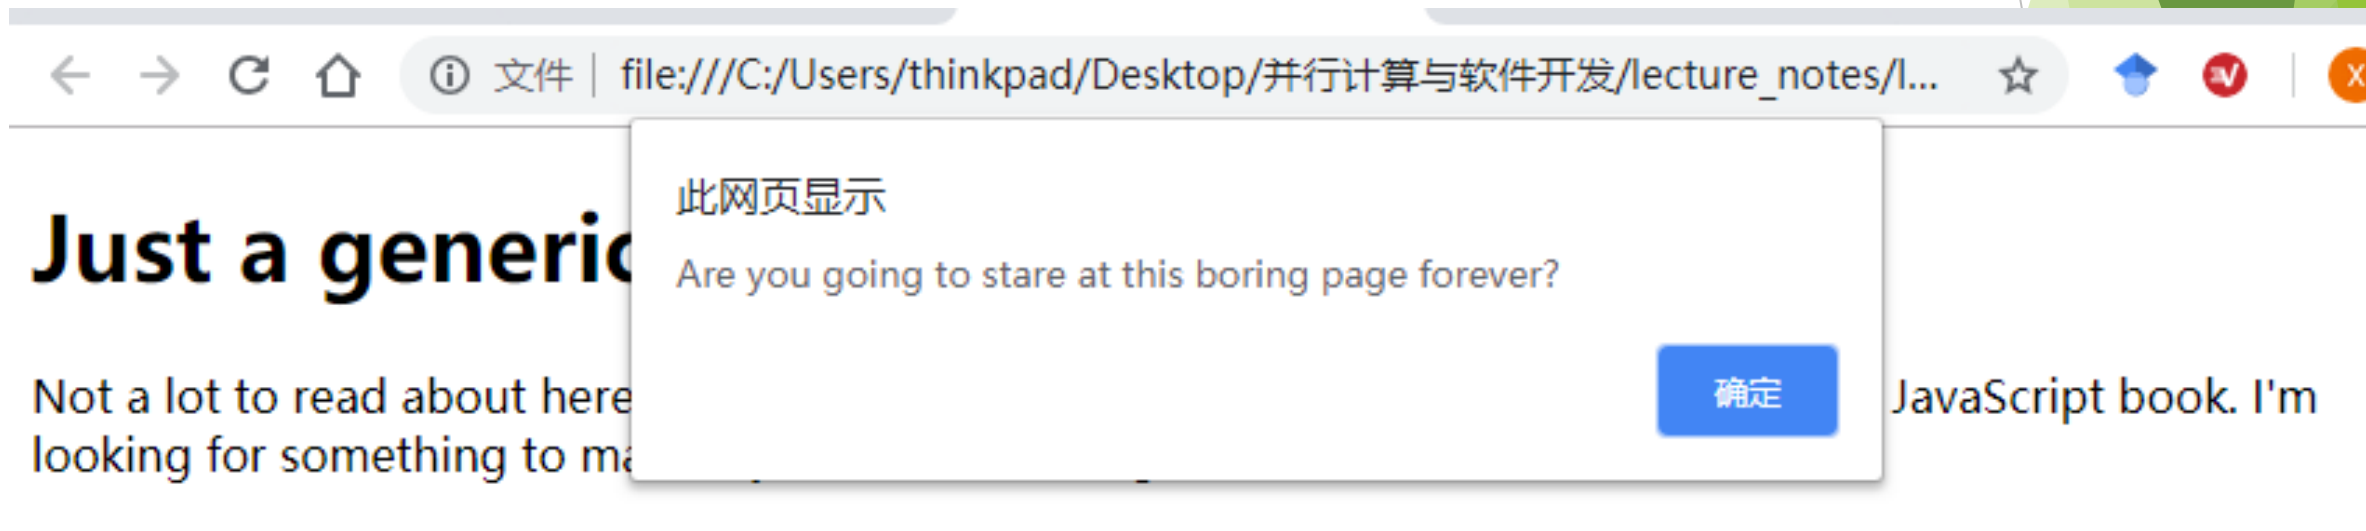 文件 | file:///C:/Users/thinkpad/Desktop/并行计算与软件开发/lecture_notes/l...
X
此网页显示
Are you going to stare at this boring page forever?
确定
Just a generic
Not a lot to read about here JavaScript book. I'm
looking for something to